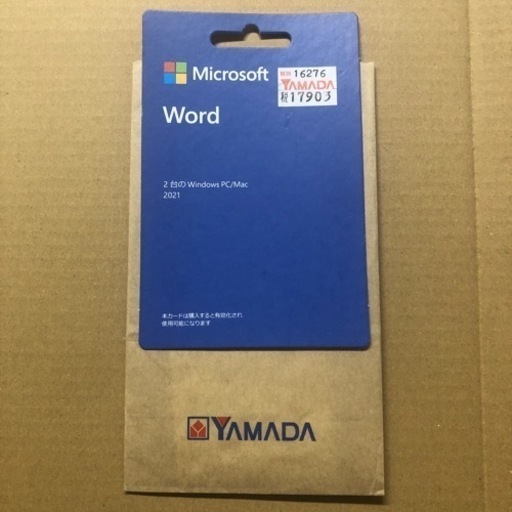 Microsoft
税別 16276
YAMADA
税込 17903
Word
2 台の Windows PC/Mac
2021
本カードは購入すると有効化され
使用可能になります
YAMADA